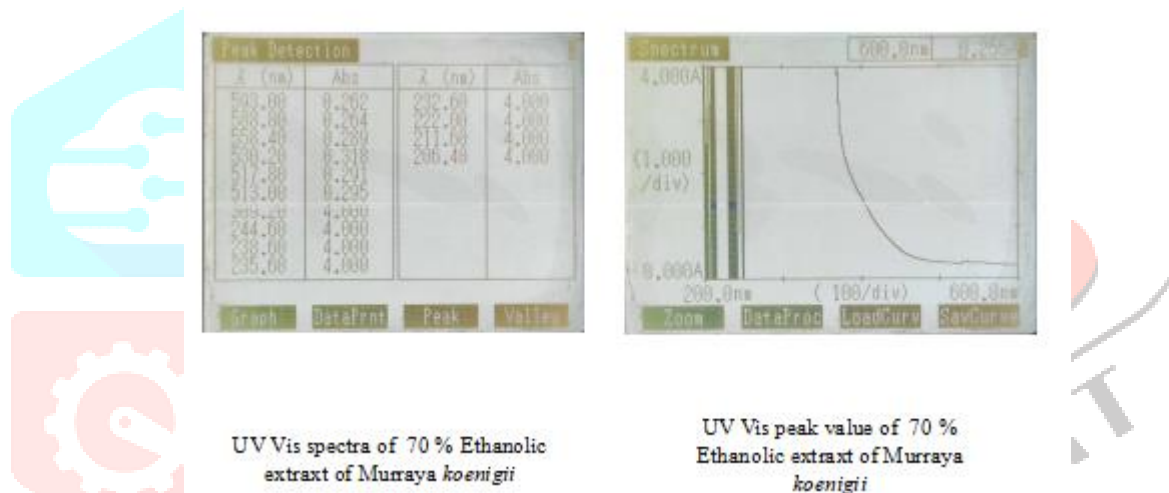 Peak Detection
λ (nm) Abs λ (nm) Abs
593.00 0.262 232.60 4.000
588.00 0.264 222.00 4.000
558.40 0.289 211.60 4.000
530.20 0.318 206.40 4.000
517.80 0.291
513.00 0.295
4.000
244.60 4.000
238.60 4.000
235.60 4.000
Graph DataPrnt Peak Valley
Spectrum 600.0nm
4.000A
(1.000
/div)
0.000A
200.0nm ( 100/div) 600.0nm
Zoom DataProc LoadCurv SavCurve
UV Vis spectra of 70 % Ethanolic
extraxt of Murraya koenigii
UV Vis peak value of 70 %
Ethanolic extraxt of Murraya
koenigii